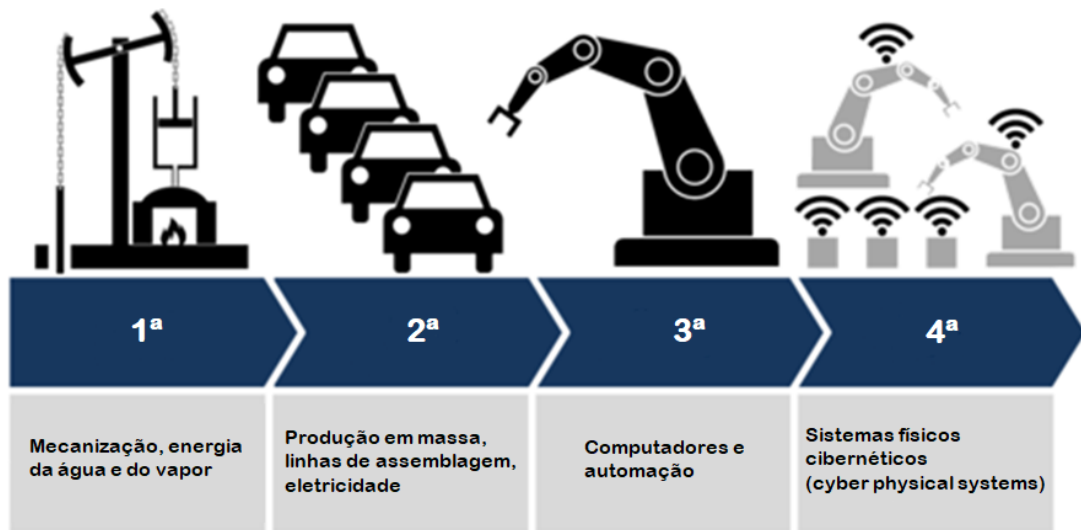 1ª
2ª
3ª
4ª
Mecanização, energia
da água e do vapor
Produção em massa,
linhas de assemblagem,
eletricidade
Computadores e
automação
Sistemas físicos
cibernéticos
(cyber physical systems)